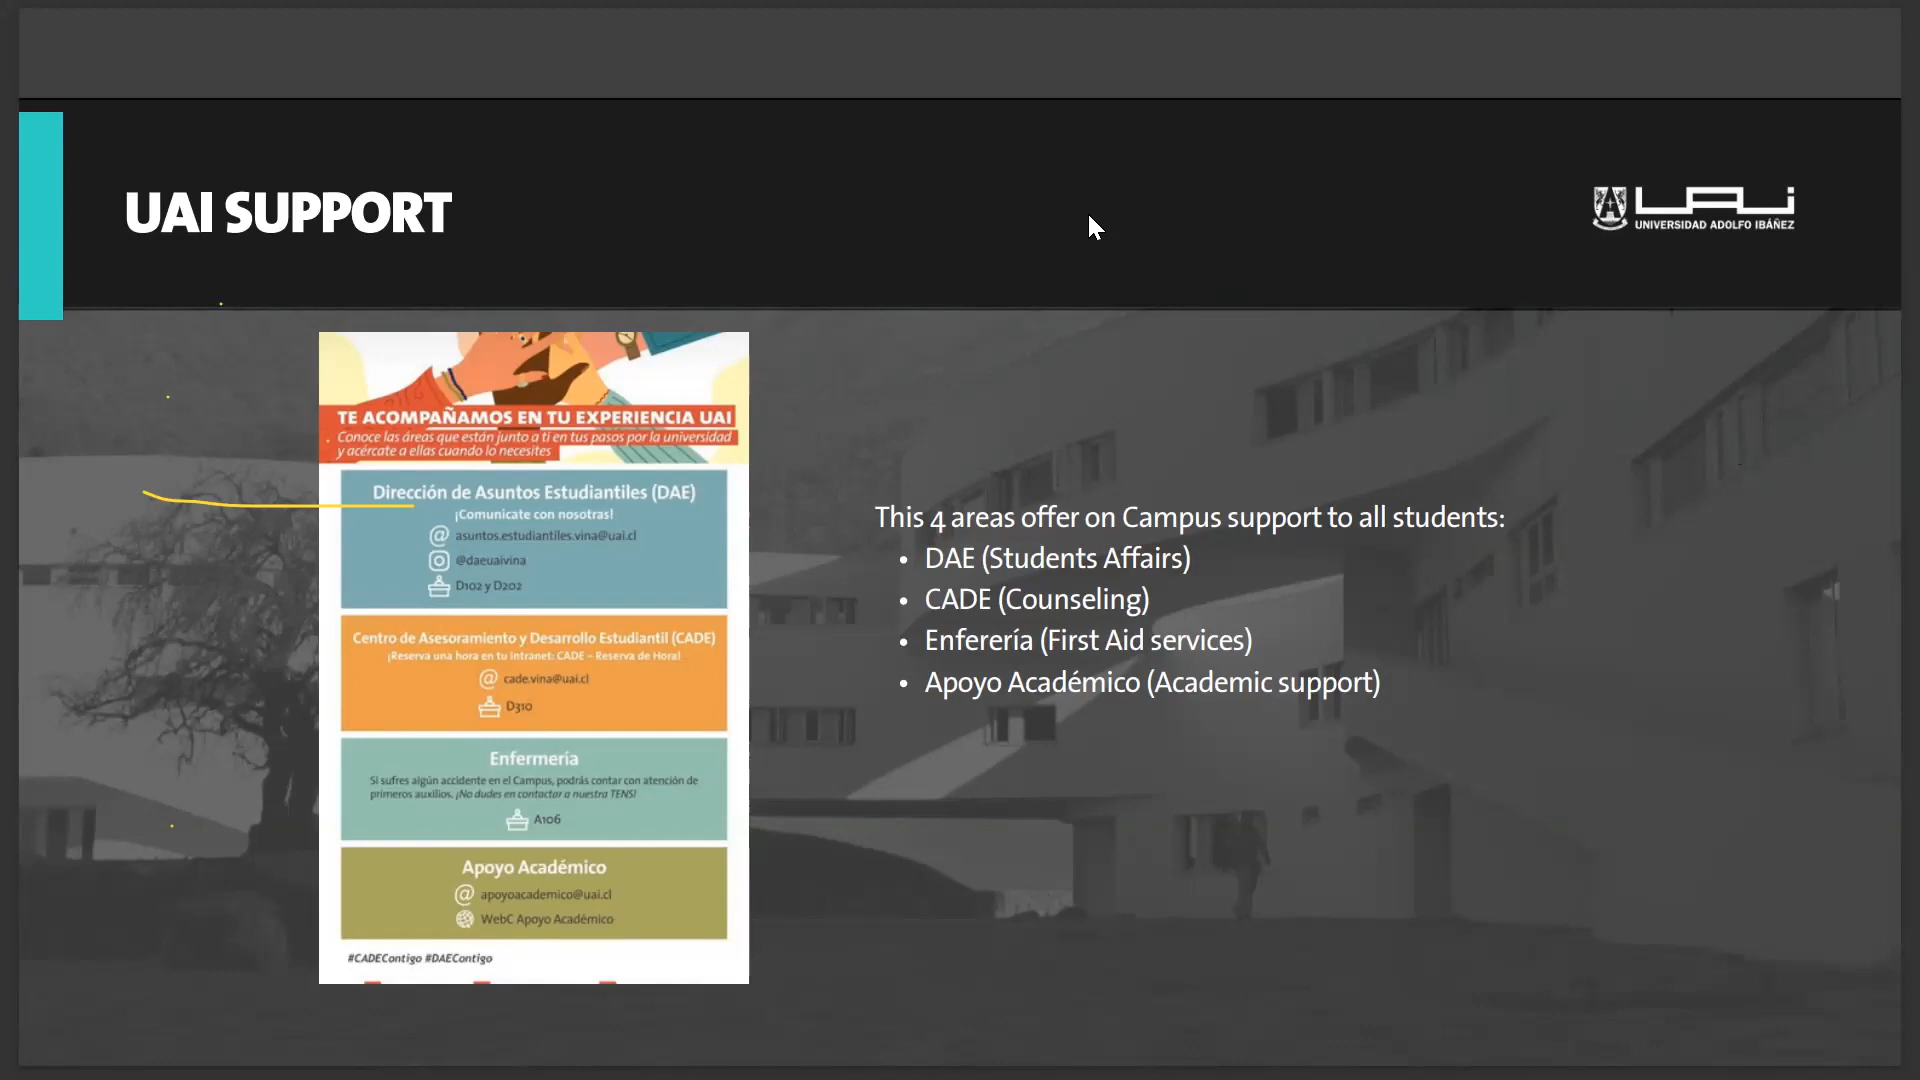 UAI SUPPORT
UAI
UNIVERSIDAD ADOLFO IBÁÑEZ
TE ACOMPAÑAMOS EN TU EXPERIENCIA UAI
Conoce las áreas que están junto a ti en tus pasos por la universidad
y acércate a ellas cuando lo necesites
Dirección de Asuntos Estudiantiles (DAE)
¡Comunicate con nosotras!
@ asuntos.estudiantiles.vina@uai.cl
@daeuaivina
D102 y D202
Centro de Asesoramiento y Desarrollo Estudiantil (CADE)
¡Reserva una hora en tu Intranet: CADE – Reserva de Hora!
@ cade.vina@uai.cl
D310
Enfermería
Si sufres algún accidente en el Campus, podrás contar con atención de
primeros auxilios. ¡No dudes en contactar a nuestra TENS!
A106
Apoyo Académico
@ apoyoacademico@uai.cl
WebC Apoyo Académico
#CADEContigo #DAEContigo
This 4 areas offer on Campus support to all students:
• DAE (Students Affairs)
• CADE (Counseling)
• Enferería (First Aid services)
• Apoyo Académico (Academic support)